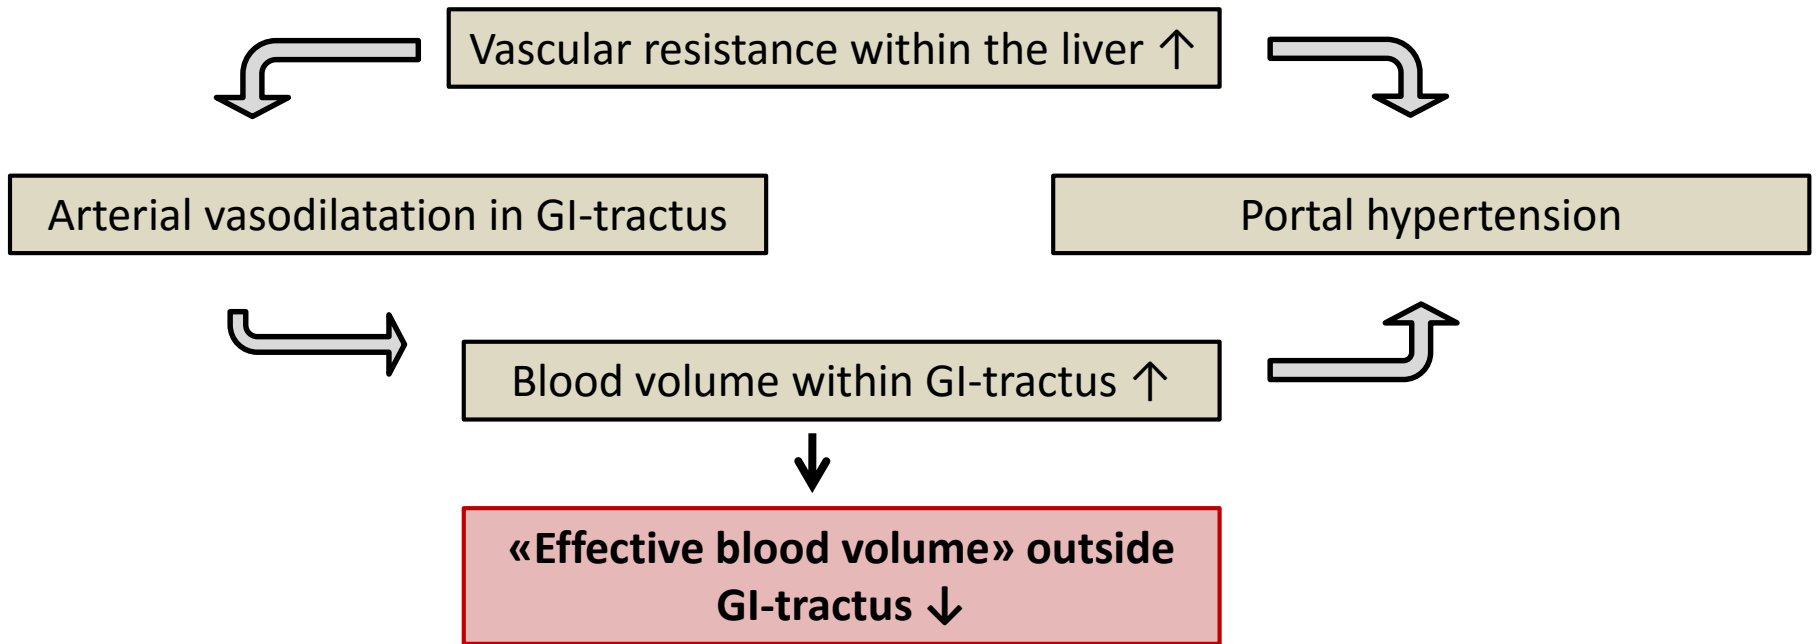 Vascular resistance within the liver ↑
Arterial vasodilatation in GI-tractus
Portal hypertension
Blood volume within GI-tractus ↑
«Effective blood volume» outside
GI-tractus ↓